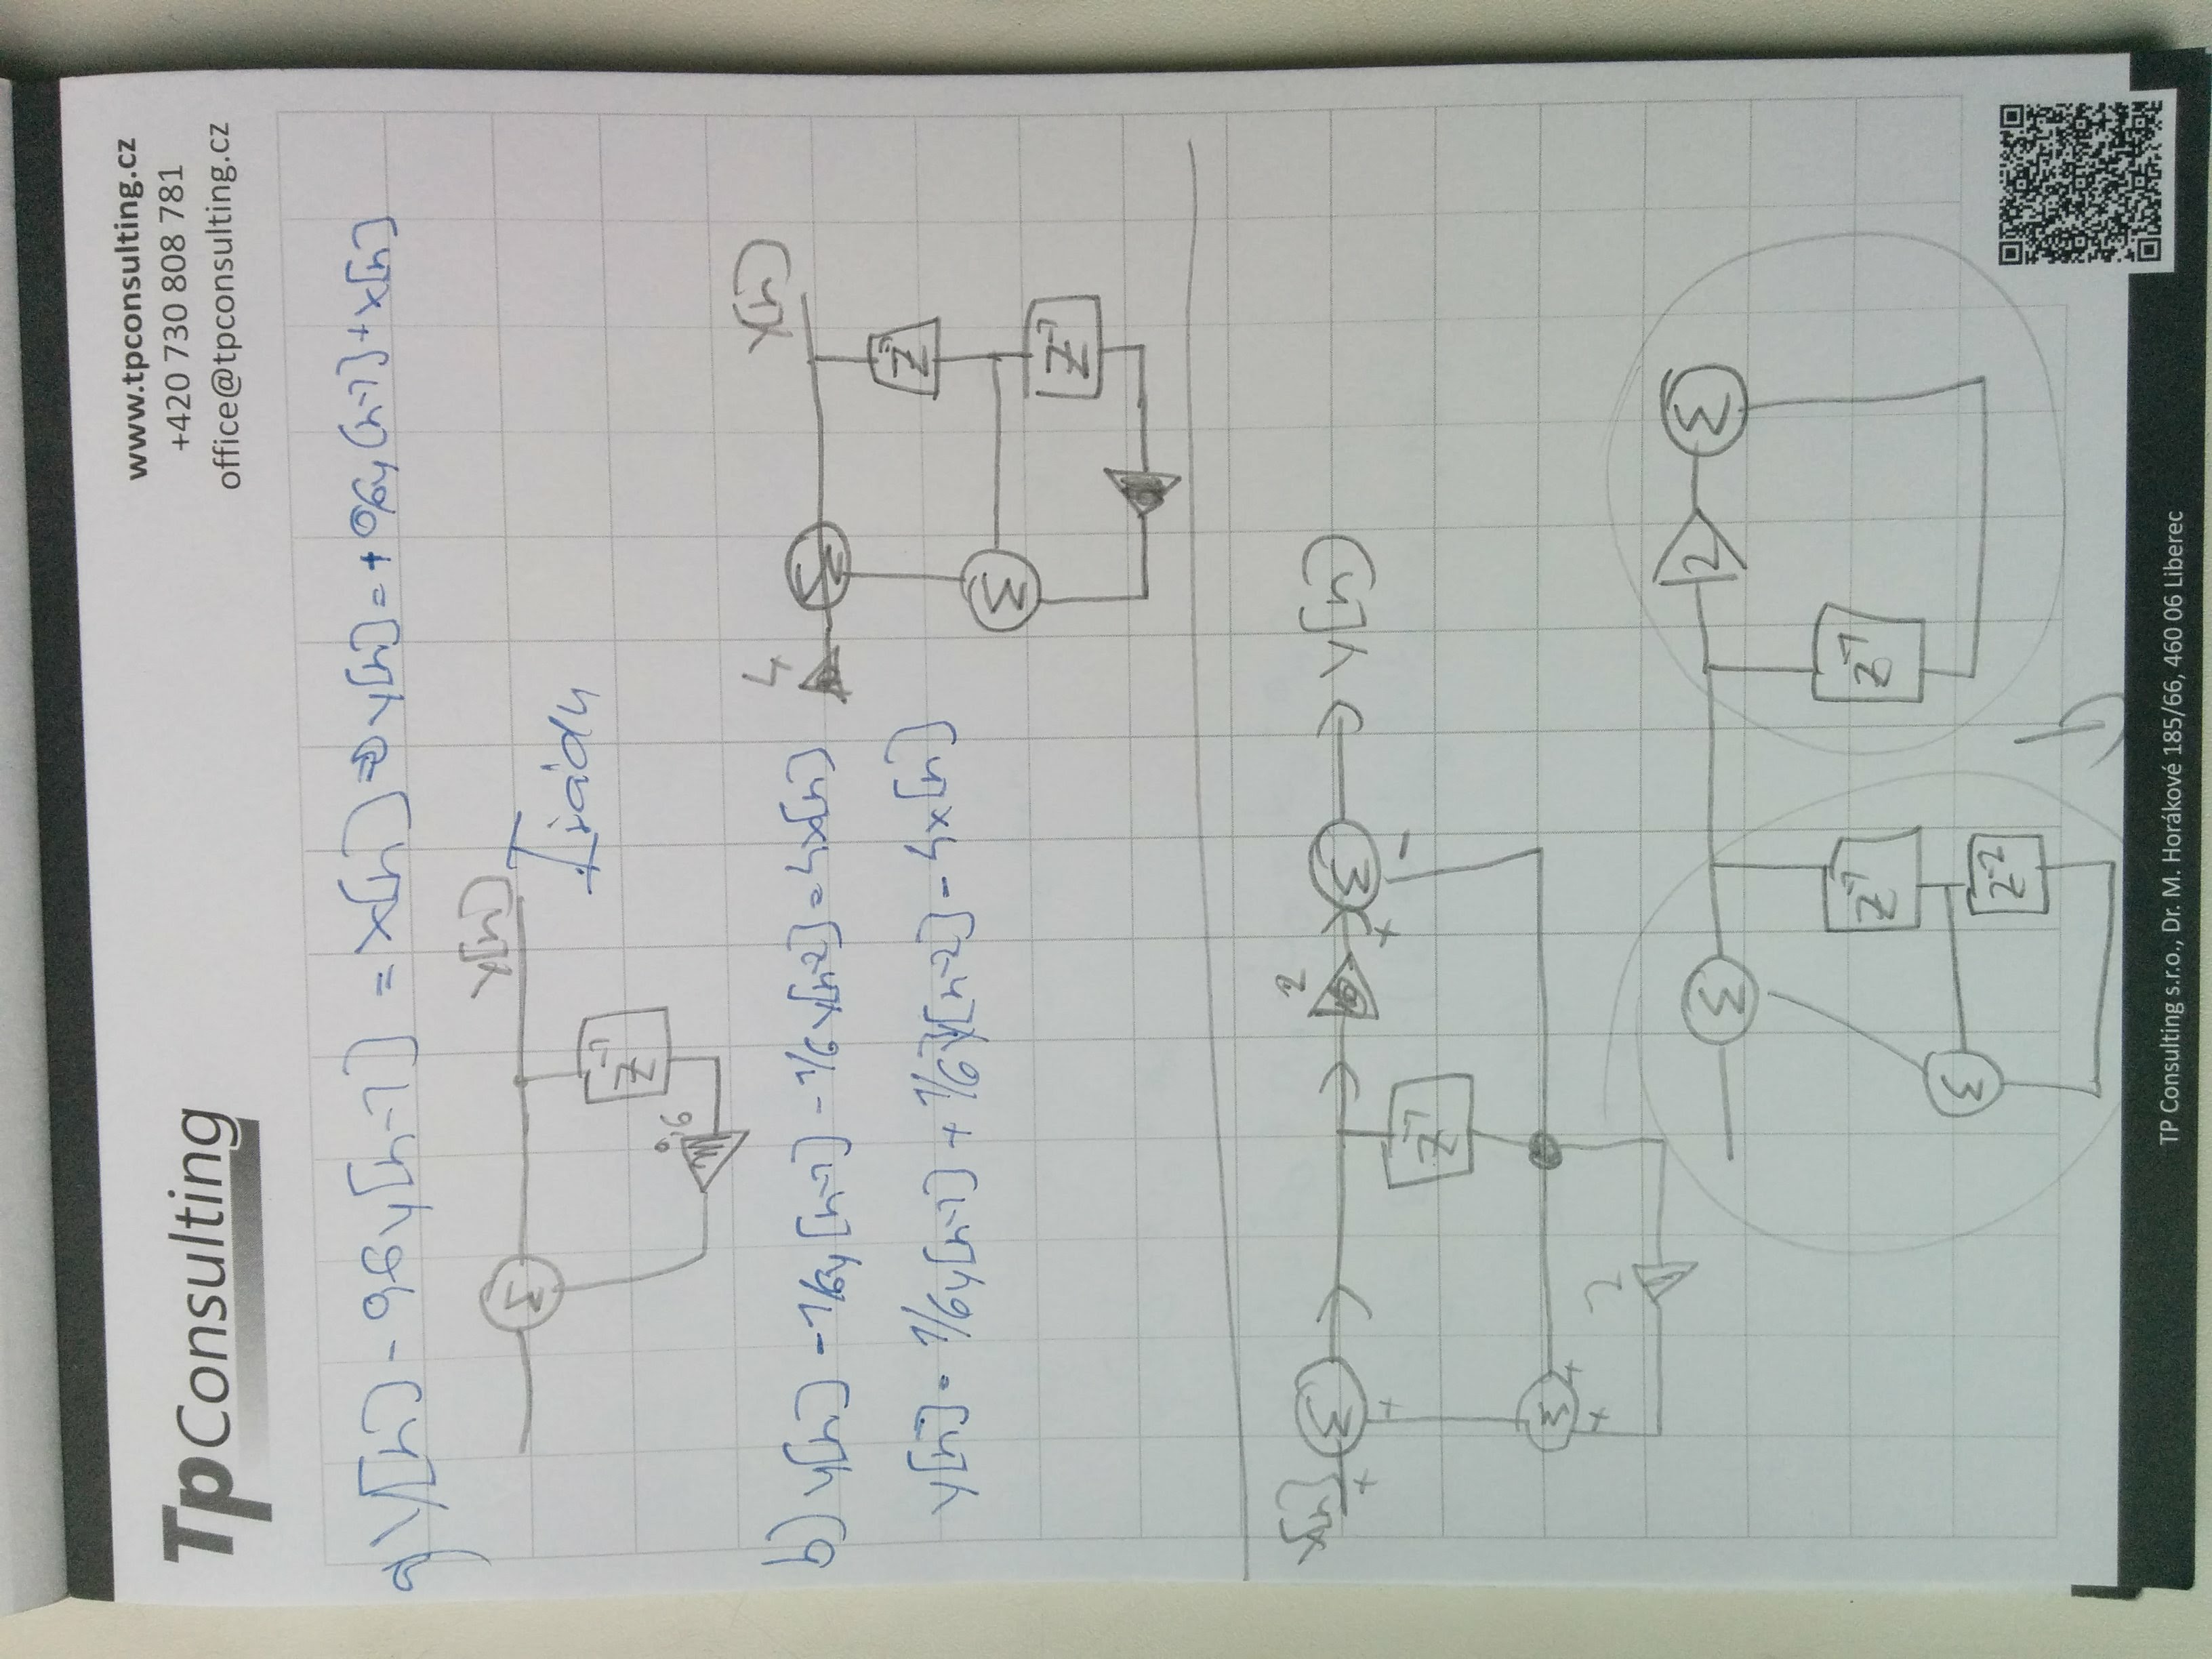 TpConsulting
www.tpconsulting.cz
+420 730 808 781
office@tpconsulting.cz
a) y[n] - 0,6y[n-1] = x[n] => y[n] = +0,6y[n-1] + x[n]
x[n]
I řádu
Σ
z⁻¹
0,6
b) y[n] - 1/6y[n-1] - 1/6y[n-2] = 4x[n]
4
x[n]
Σ
z⁻¹
y[n] = 1/6y[n-1] + 1/6y[n-2] - 4x[n]
Σ
z⁻¹
x[n]
+
Σ
2
+
Σ
y[n]
+
z⁻¹
-
Σ
+
+
2
Σ
2
Σ
z⁻¹
z⁻¹
Σ
z⁻²
TP Consulting s.r.o., Dr. M. Horákové 185/66, 460 06 Liberec